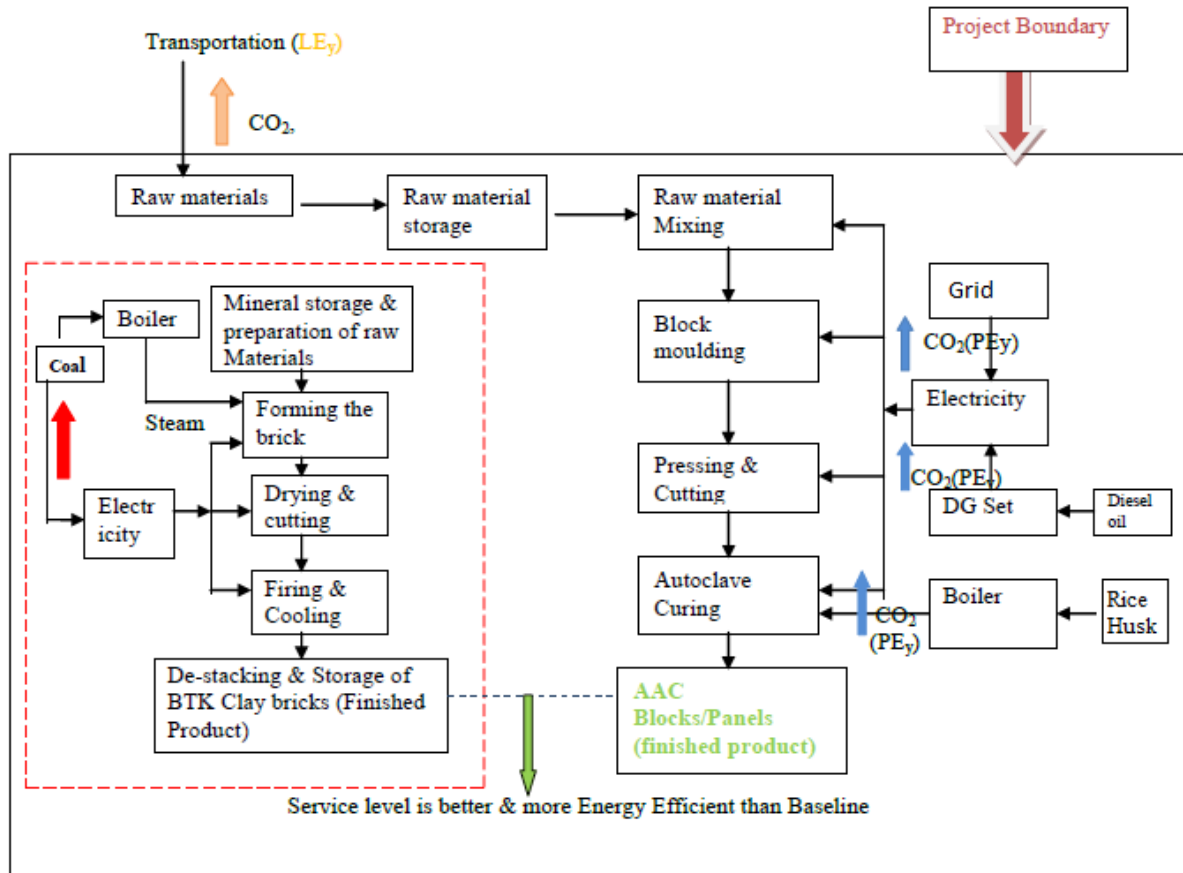 Project Boundary
Transportation (LEy)
CO2,
Raw materials
Raw material
storage
Raw material
Mixing
Mineral storage &
preparation of raw
Materials
Boiler
Coal
Steam
Forming the
brick
Electr
icity
Drying &
cutting
Firing &
Cooling
De-stacking & Storage of
BTK Clay bricks (Finished
Product)
Block
moulding
Pressing &
Cutting
Autoclave
Curing
AAC
Blocks/Panels
(finished product)
Grid
CO2(PEy)
Electricity
CO2(PEy)
DG Set
Diesel
oil
Boiler
Rice
Husk
CO2
(PEy)
Service level is better & more Energy Efficient than Baseline